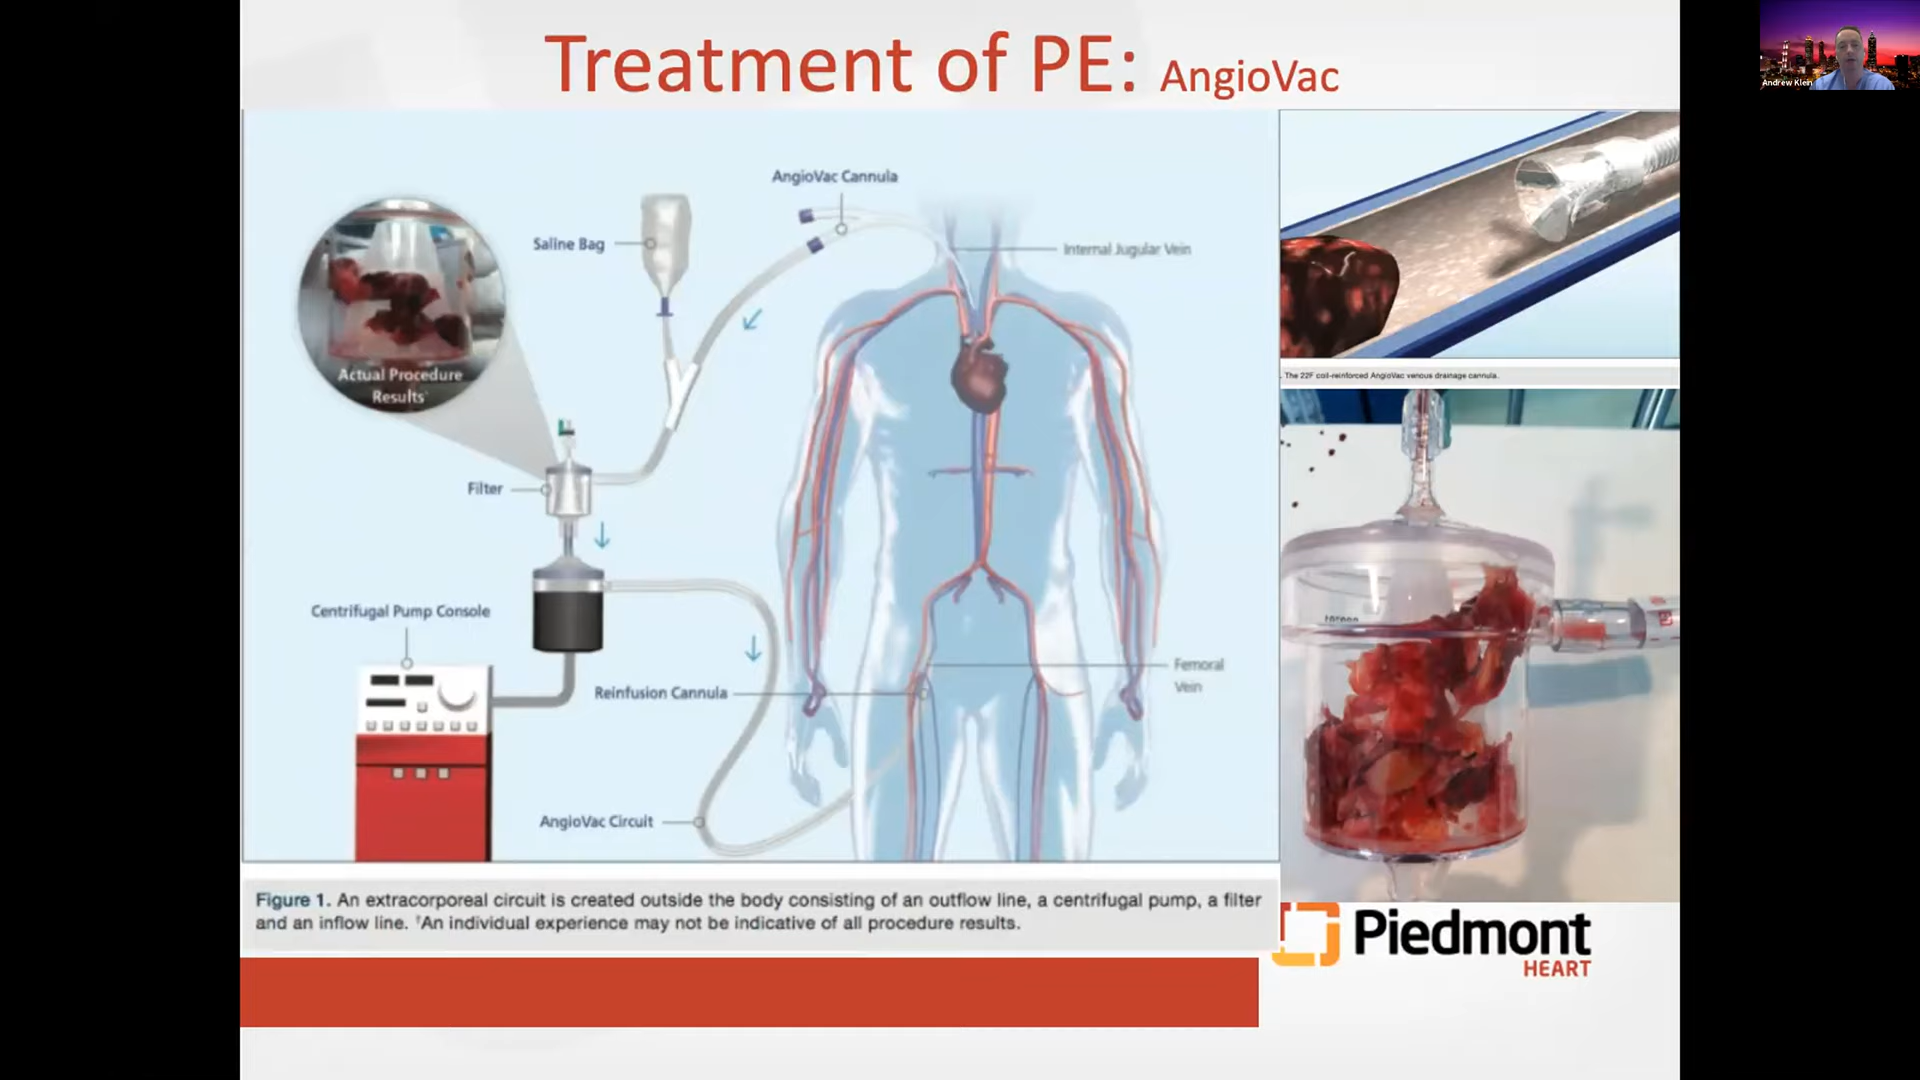 Treatment of PE: AngioVac
Andrew Klein
AngioVac Cannula
Saline Bag
Internal Jugular Vein
Actual Procedure
Results
Filter
Centrifugal Pump Console
Reinfusion Cannula
Femoral
Vein
AngioVac Circuit
. The 22F coil-reinforced AngioVac venous drainage cannula.
Figure 1. An extracorporeal circuit is created outside the body consisting of an outflow line, a centrifugal pump, a filter
and an inflow line. †An individual experience may not be indicative of all procedure results.
Piedmont
HEART